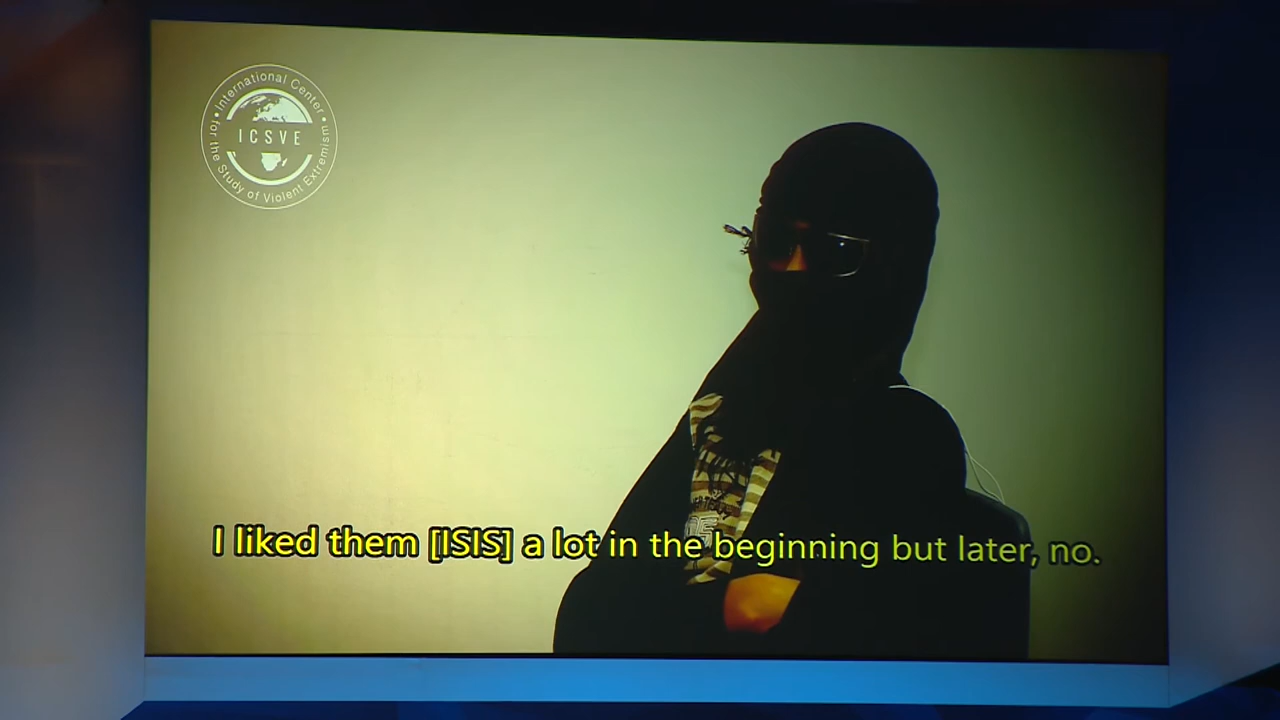 International Center
for the Study of Violent Extremism
ICSVE
I liked them [ISIS] a lot in the beginning but later, no.